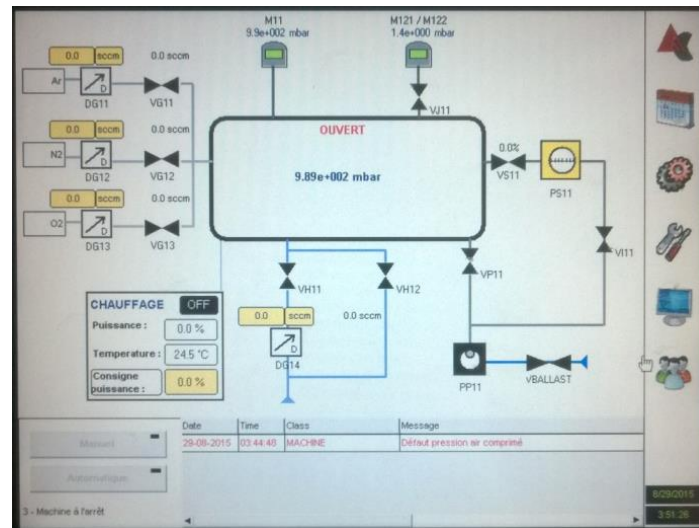 M11
9.9e+002 mbar
M121 / M122
1.4e+000 mbar
0.0 sccm
0.0 sccm
Ar
D
DG11
VG11
VJ11
0.0 sccm
0.0 sccm
N2
D
DG12
VG12
OUVERT
9.89e+002 mbar
0.0%
VS11
PS11
0.0 sccm
0.0 sccm
O2
D
DG13
VG13
VI11
VP11
VH11
VH12
CHAUFFAGE OFF
Puissance : 0.0 %
Temperature : 24.5 °C
Consigne puissance : 0.0 %
0.0 sccm
0.0 sccm
D
DG14
PP11
VBALLAST
Date Time Class Message
29-08-2015 03:44:48 MACHINE Défaut pression air comprimé
Manuel
Automatique
3 - Machine à l'arrêt
8/29/2015
3:51:26